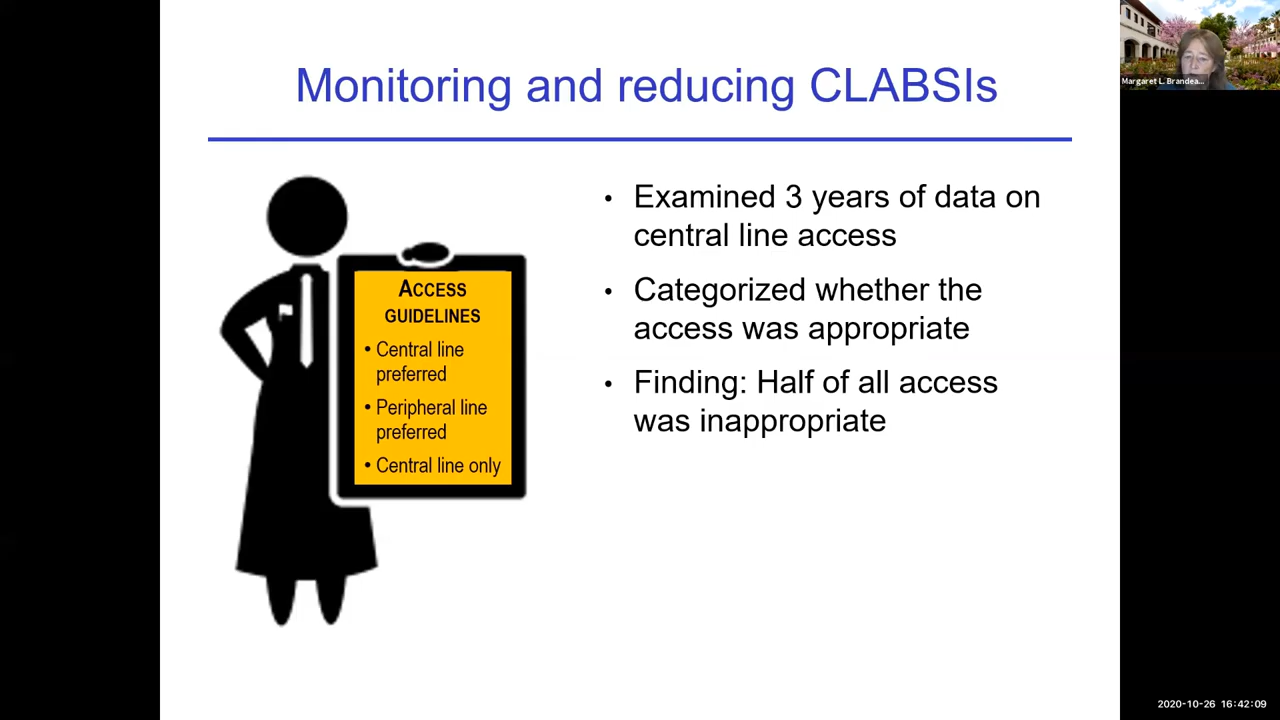 Monitoring and reducing CLABSIs
ACCESS
GUIDELINES
• Central line
preferred
• Peripheral line
preferred
• Central line only
• Examined 3 years of data on
central line access
• Categorized whether the
access was appropriate
• Finding: Half of all access
was inappropriate
Margaret L. Brandea...
2020-10-26 16:42:09